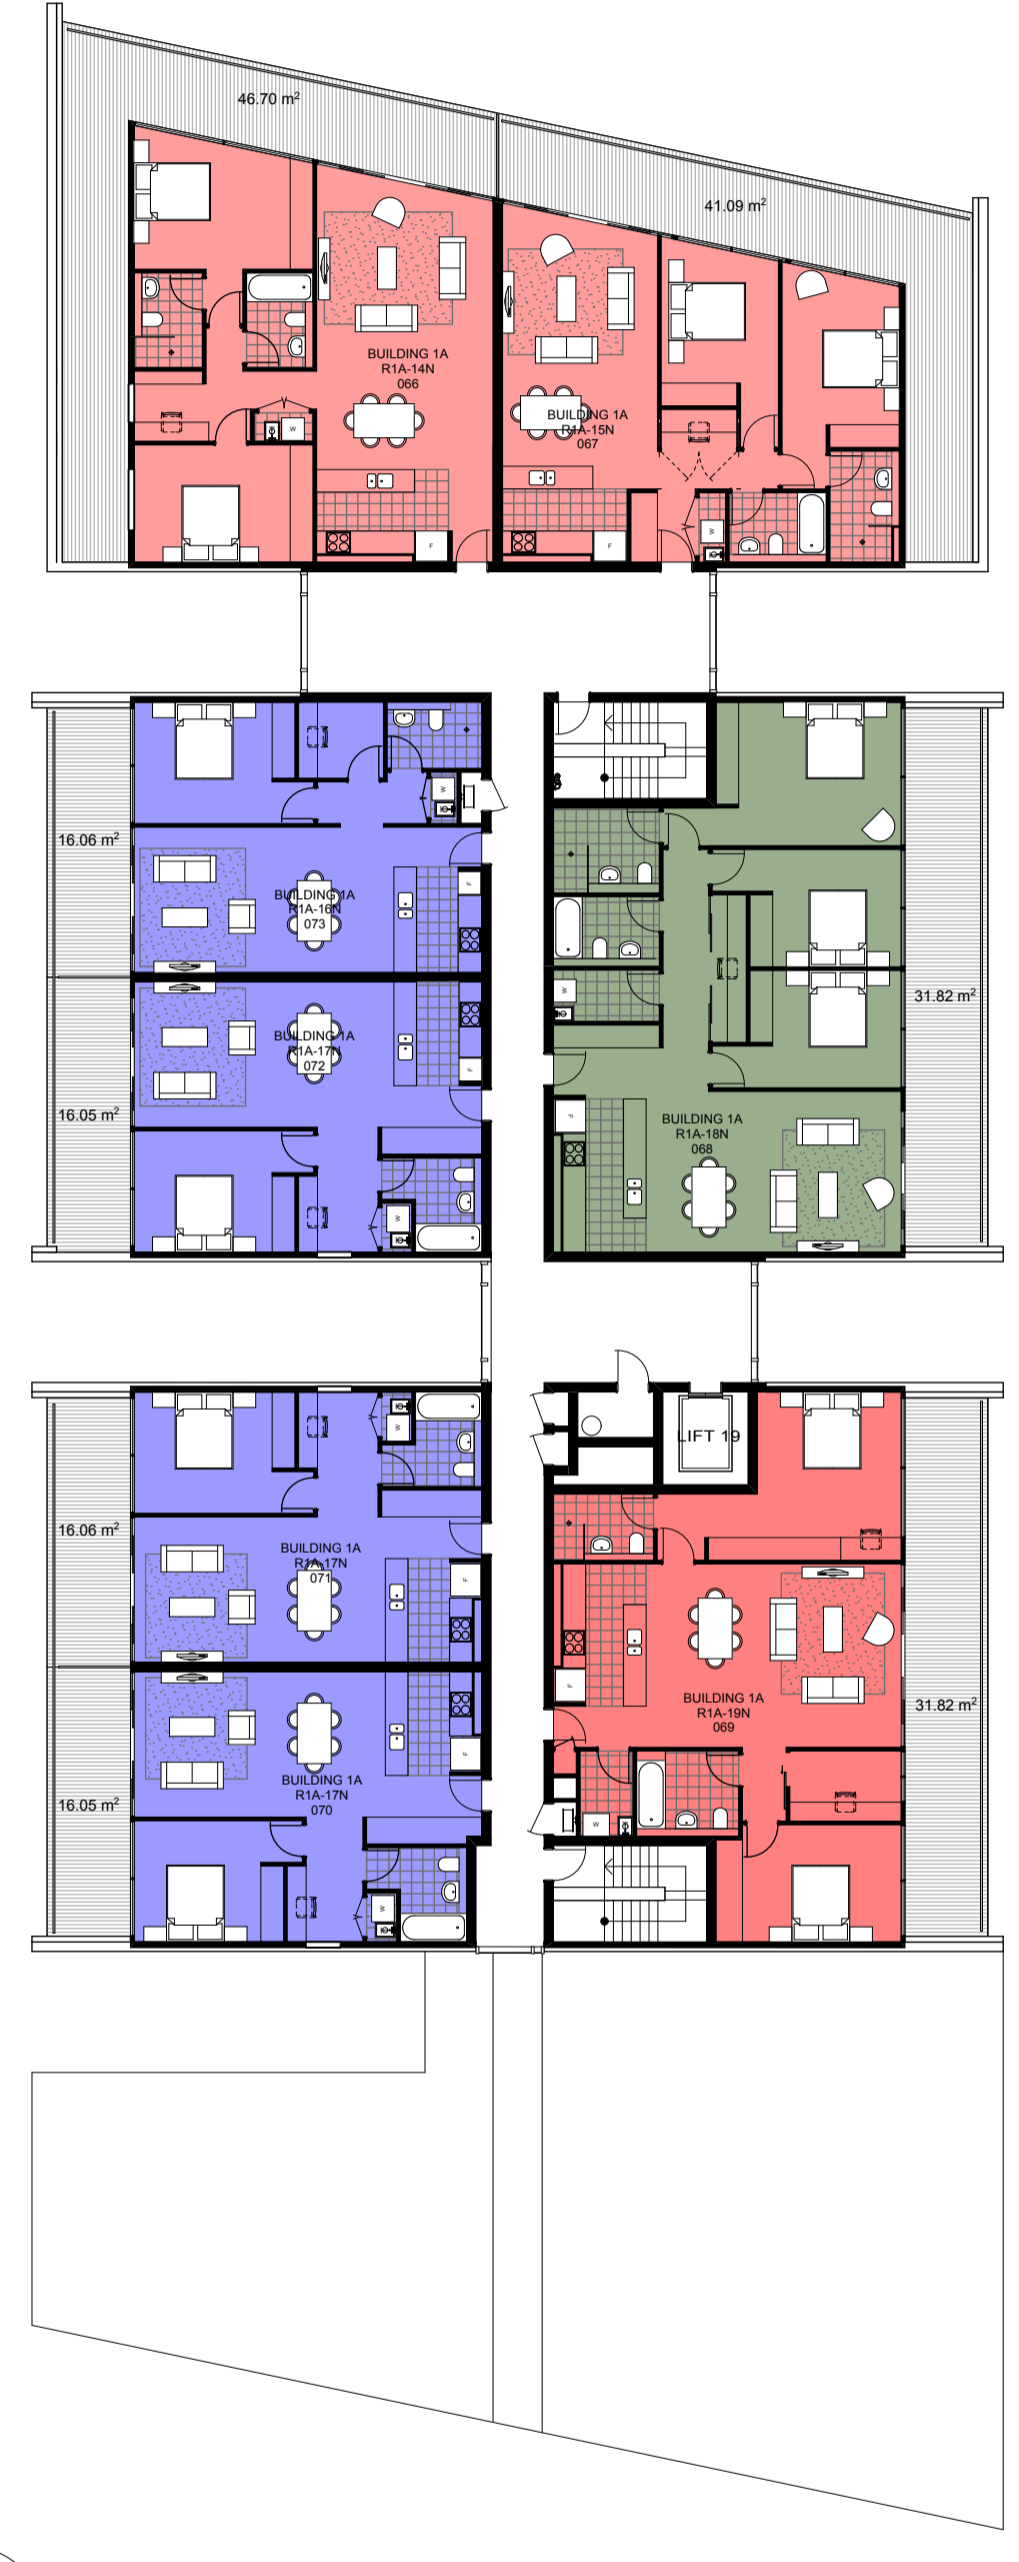 46.70 m²
41.09 m²
BUILDING 1A
R1A-14N
066
BUILDING 1A
R1A-15N
067
W
F
F
W
16.06 m²
W
F
BUILDING 1A
R1A-16N
073
BUILDING 1A
R1A-17N
072
F
16.05 m²
W
W
31.82 m²
F
BUILDING 1A
R1A-18N
068
W
LIFT 19
16.06 m²
BUILDING 1A
R1A-17N
071
F
F
BUILDING 1A
R1A-19N
069
31.82 m²
F
BUILDING 1A
R1A-17N
070
16.05 m²
W
W